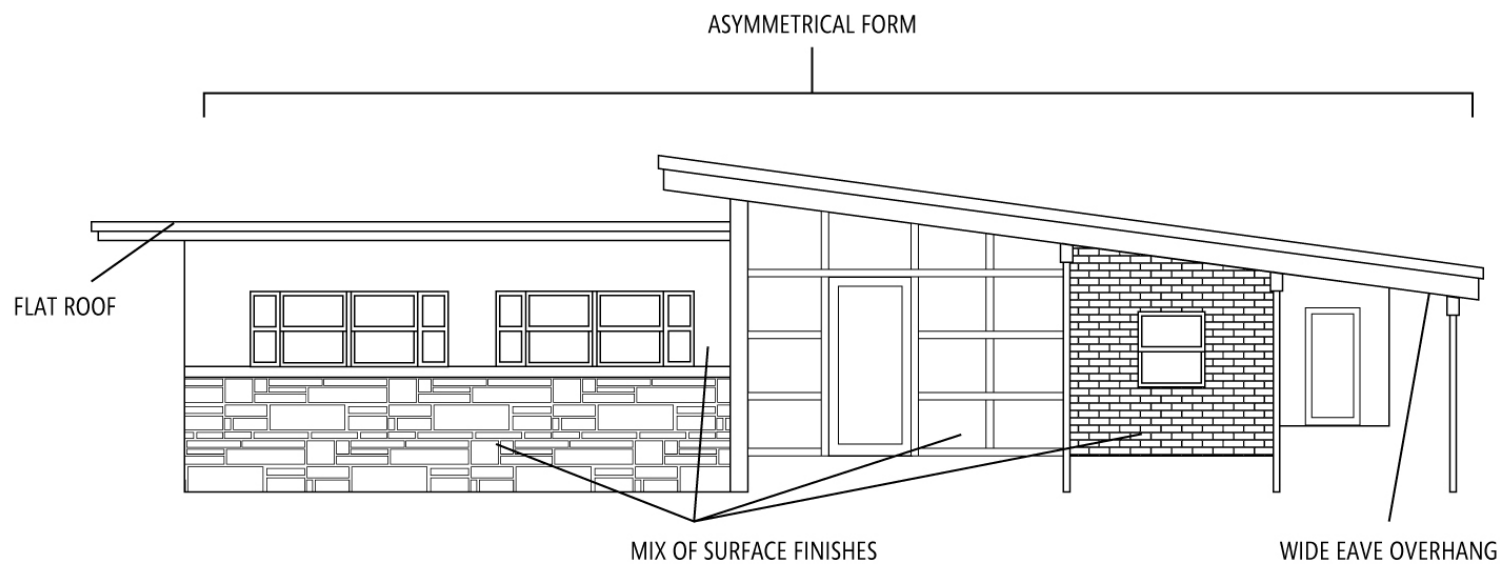 ASYMMETRICAL FORM
FLAT ROOF
MIX OF SURFACE FINISHES
WIDE EAVE OVERHANG